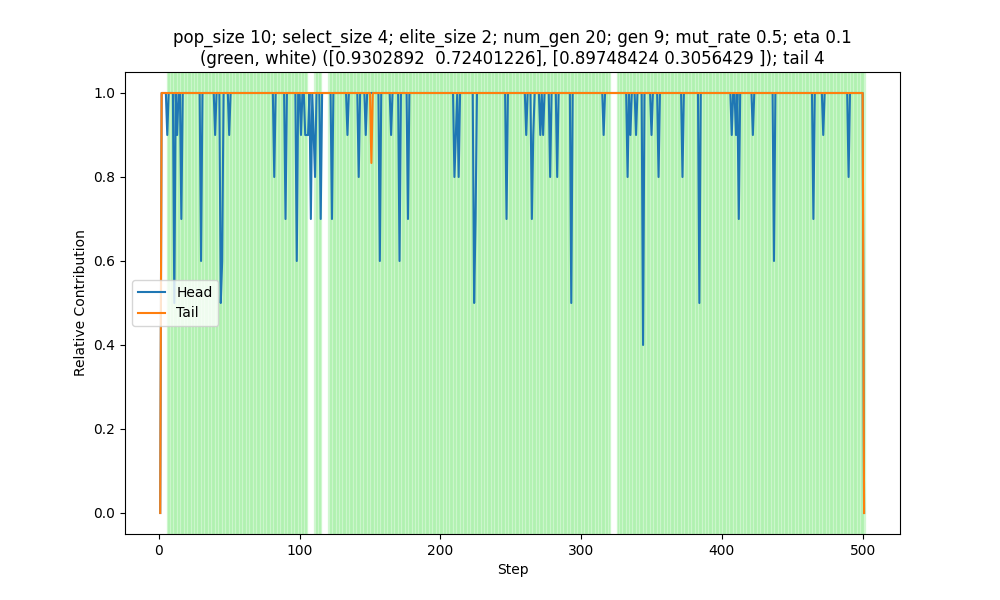 pop_size 10; select_size 4; elite_size 2; num_gen 20; gen 9; mut_rate 0.5; eta 0.1
(green, white) ([0.9302892  0.72401226], [0.89748424 0.3056429 ]); tail 4
1.0
0.8
0.6
0.4
0.2
0.0
Relative Contribution
Head
Tail
0
100
200
300
400
500
Step